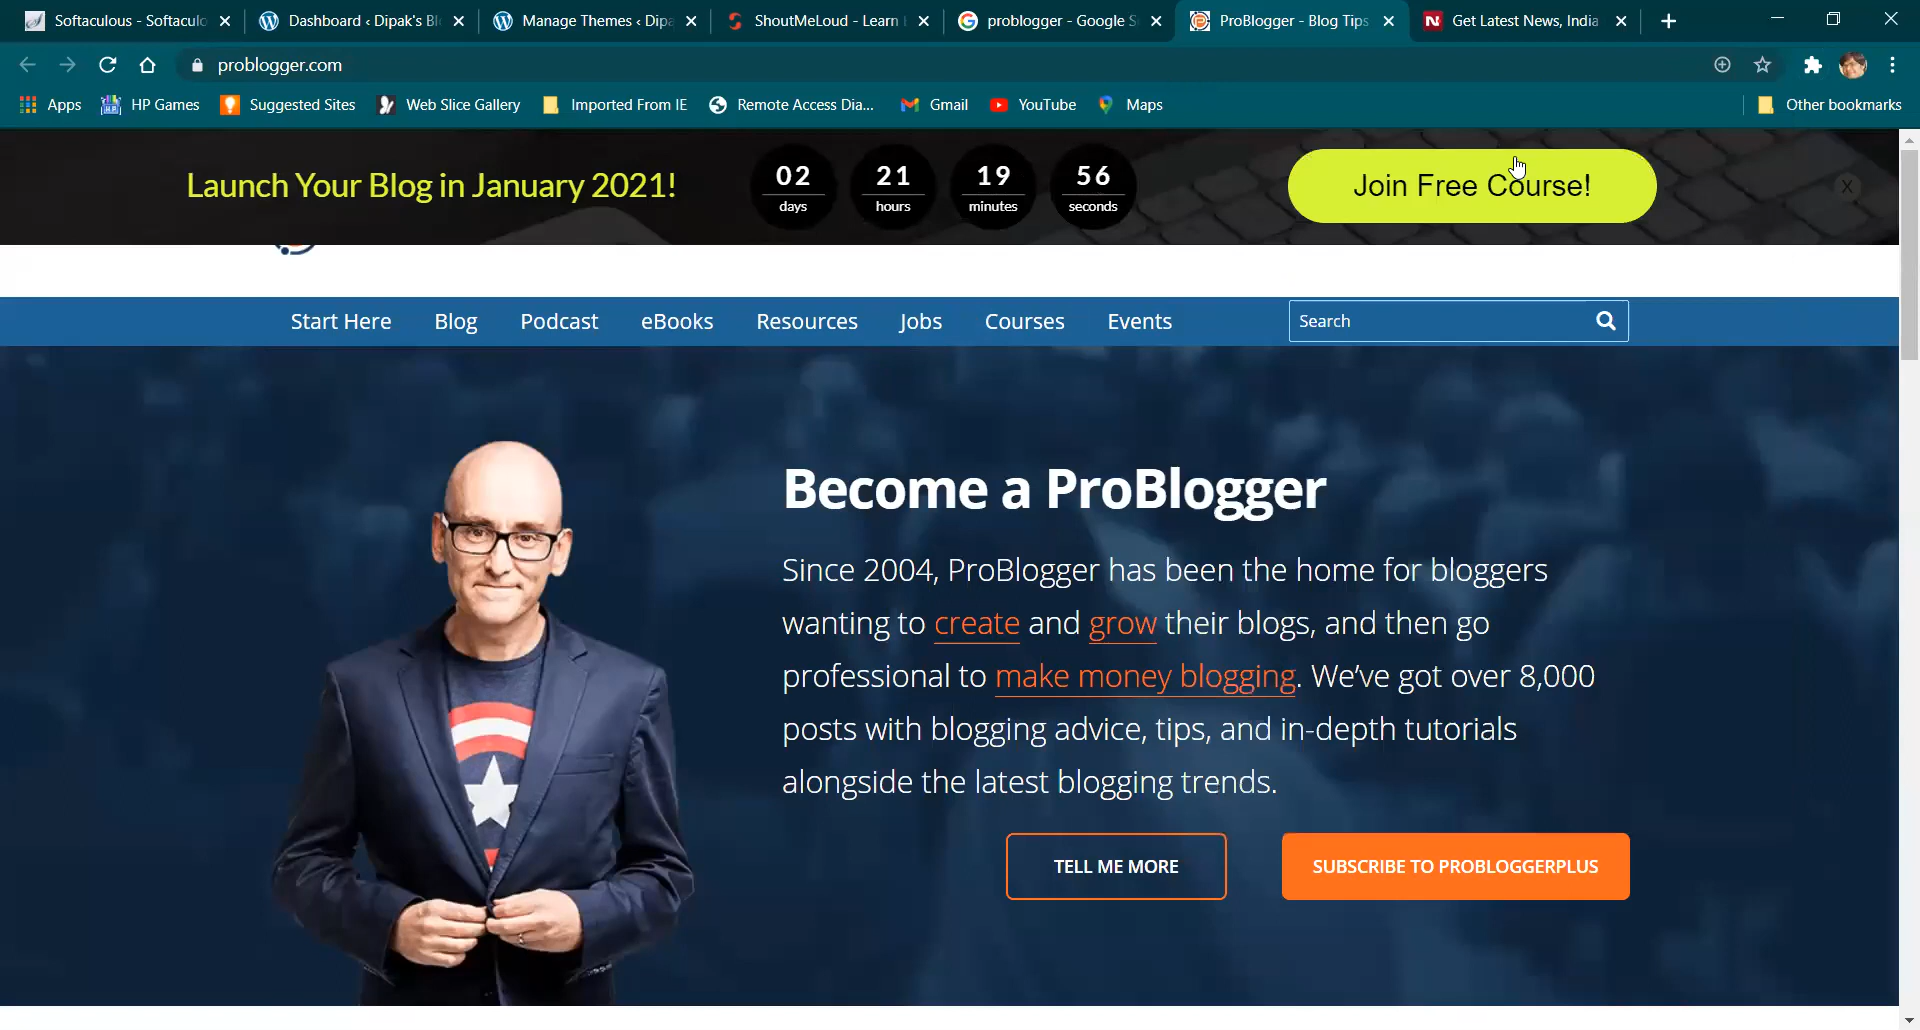 Softaculous - Softaculo
Dashboard ‹ Dipak's Bl
Manage Themes ‹ Dipa
ShoutMeLoud - Learn
problogger - Google S
ProBlogger - Blog Tips
Get Latest News, India
problogger.com
Apps
HP Games
Suggested Sites
Web Slice Gallery
Imported From IE
Remote Access Dia...
Gmail
YouTube
Maps
Other bookmarks
Launch Your Blog in January 2021!
02
days
21
hours
19
minutes
56
seconds
Join Free Course!
X
Start Here
Blog
Podcast
eBooks
Resources
Jobs
Courses
Events
Search
Become a ProBlogger
Since 2004, ProBlogger has been the home for bloggers
wanting to create and grow their blogs, and then go
professional to make money blogging. We've got over 8,000
posts with blogging advice, tips, and in-depth tutorials
alongside the latest blogging trends.
TELL ME MORE
SUBSCRIBE TO PROBLOGGERPLUS